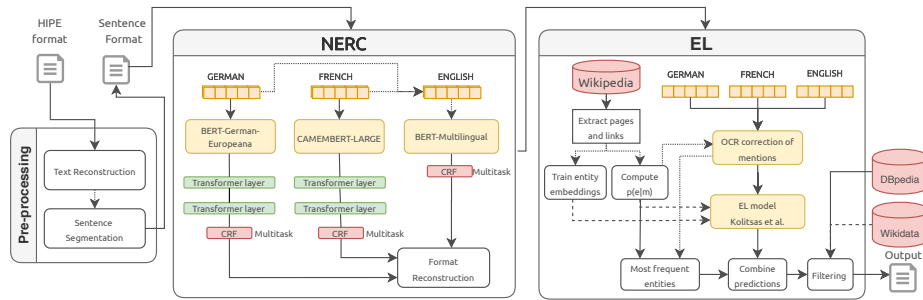 HIPE
format
Sentence
Format
Pre-processing
Text Reconstruction
Sentence
Segmentation
NERC
GERMAN
FRENCH
ENGLISH
BERT-German-
Europeana
CAMEMBERT-LARGE
BERT-Multilingual
CRF
Multitask
Transformer layer
Transformer layer
Transformer layer
Transformer layer
CRF
Multitask
CRF
Multitask
Format
Reconstruction
EL
Wikipedia
GERMAN
FRENCH
ENGLISH
Extract pages
and links
OCR correction of
mentions
Train entity
embeddings
Compute
p(e|m)
EL model
Kolitsas et al.
DBpedia
Wikidata
Most frequent
entities
Combine
predictions
Filtering
Output